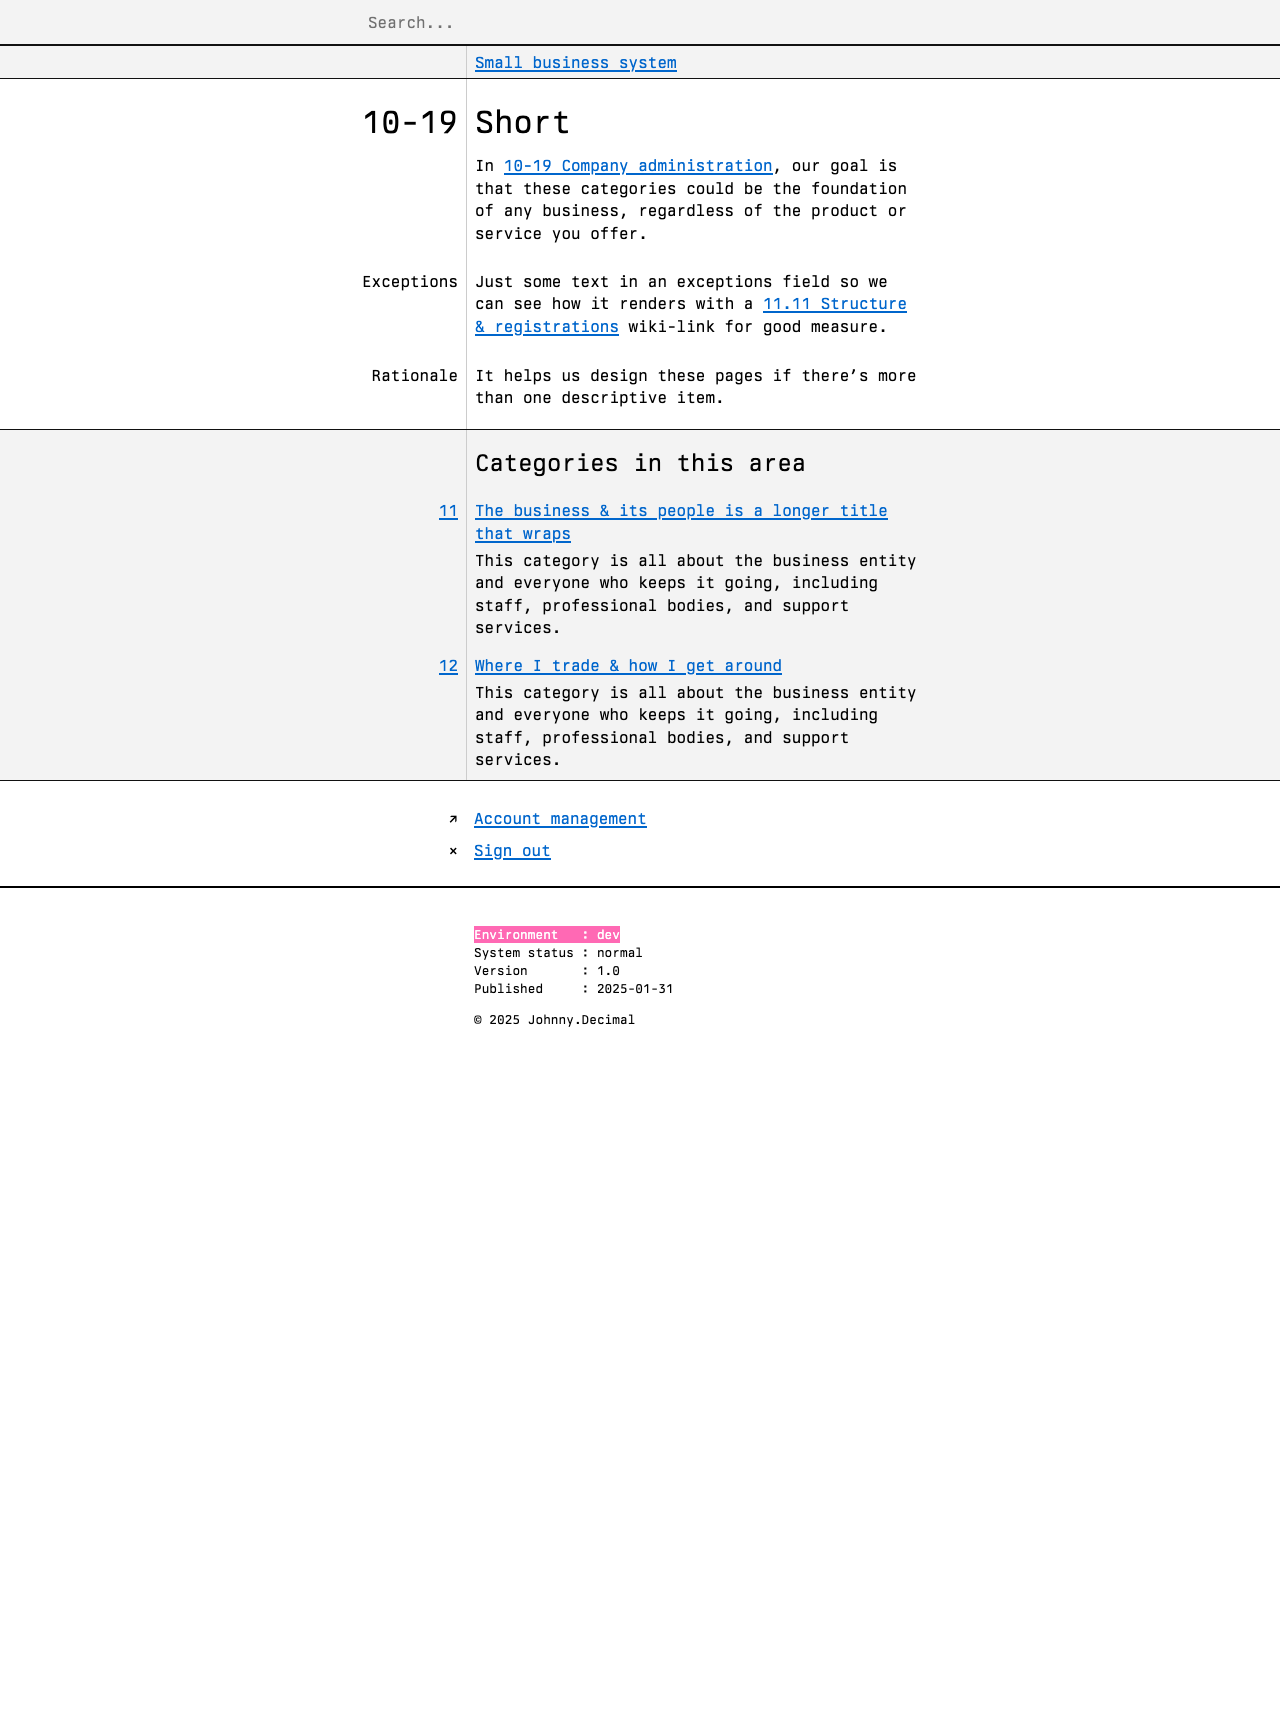 Search...
Small business system
10-19 Short
In 10-19 Company administration, our goal is
that these categories could be the foundation
of any business, regardless of the product or
service you offer.
Exceptions Just some text in an exceptions field so we
can see how it renders with a 11.11 Structure
& registrations wiki-link for good measure.
Rationale It helps us design these pages if there’s more
than one descriptive item.
Categories in this area
11 The business & its people is a longer title
that wraps
This category is all about the business entity
and everyone who keeps it going, including
staff, professional bodies, and support
services.
12 Where I trade & how I get around
This category is all about the business entity
and everyone who keeps it going, including
staff, professional bodies, and support
services.
↗ Account management
× Sign out
Environment : dev
System status : normal
Version : 1.0
Published : 2025-01-31
© 2025 Johnny.Decimal